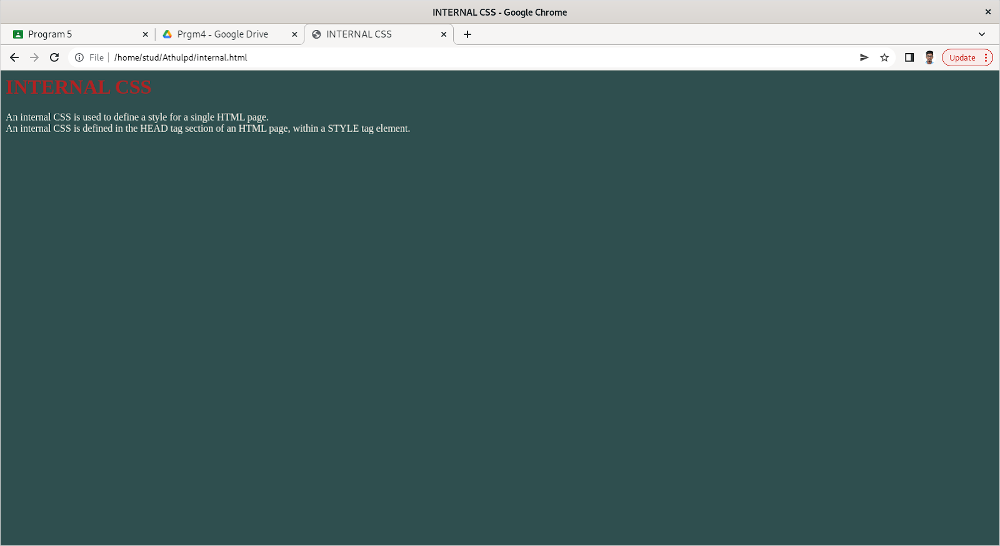 INTERNAL CSS - Google Chrome
Program 5
Prgm4 - Google Drive
INTERNAL CSS
File
/home/stud/Athulpd/internal.html
Update
INTERNAL CSS
An internal CSS is used to define a style for a single HTML page.
An internal CSS is defined in the HEAD tag section of an HTML page, within a STYLE tag element.